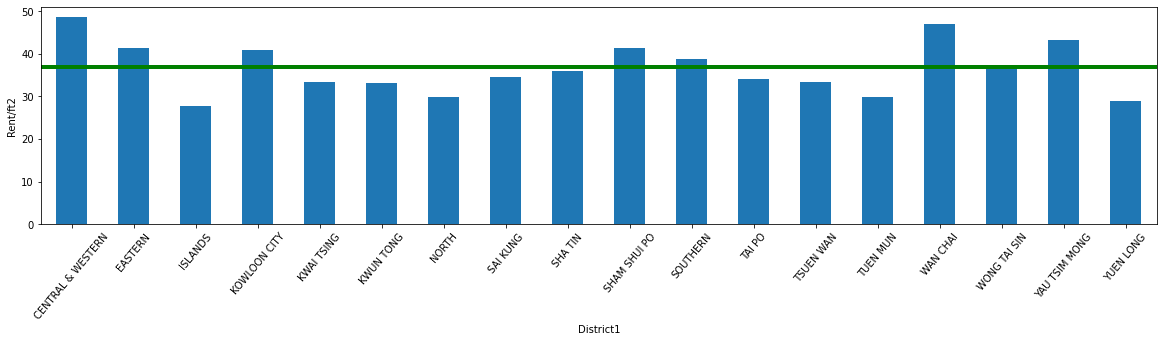 50
40
30
20
10
0
Rent/ft2
CENTRAL & WESTERN
EASTERN
ISLANDS
KOWLOON CITY
KWAI TSING
KWUN TONG
NORTH
SAI KUNG
SHA TIN
SHAM SHUI PO
SOUTHERN
TAI PO
TSUEN WAN
TUEN MUN
WAN CHAI
WONG TAI SIN
YAU TSIM MONG
YUEN LONG
District1